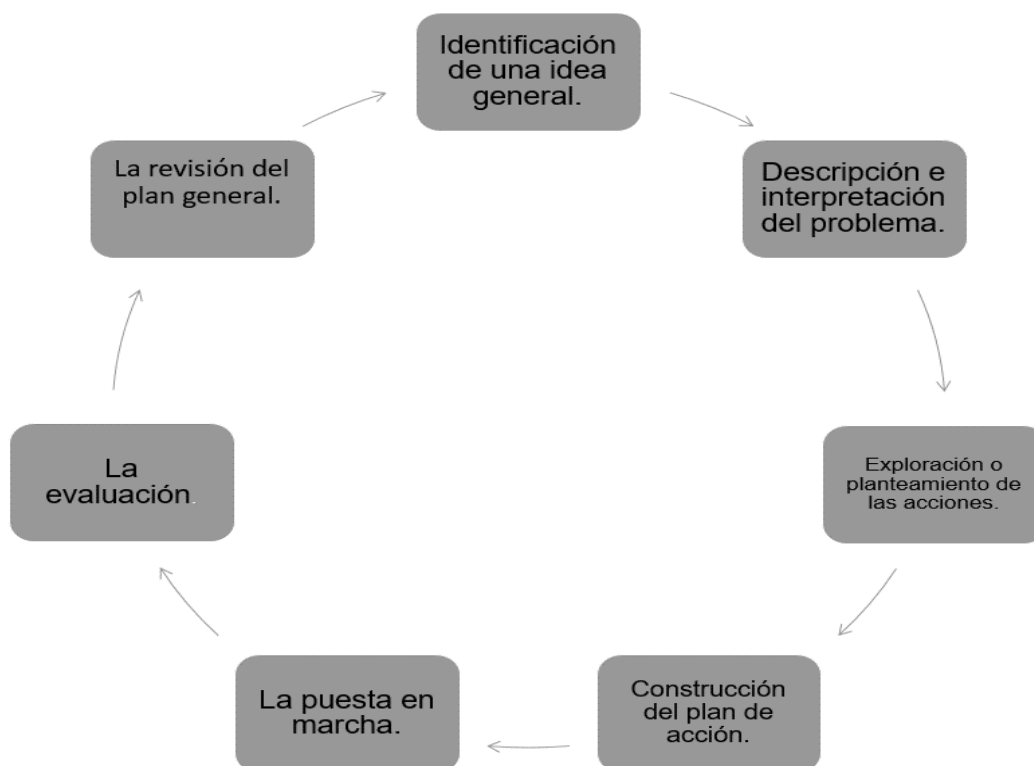 Identificación
de una idea
general.
Descripción e
interpretación
del problema.
Exploración o
planteamiento de
las acciones.
Construcción
del plan de
acción.
La puesta en
marcha.
La
evaluación.
La revisión del
plan general.